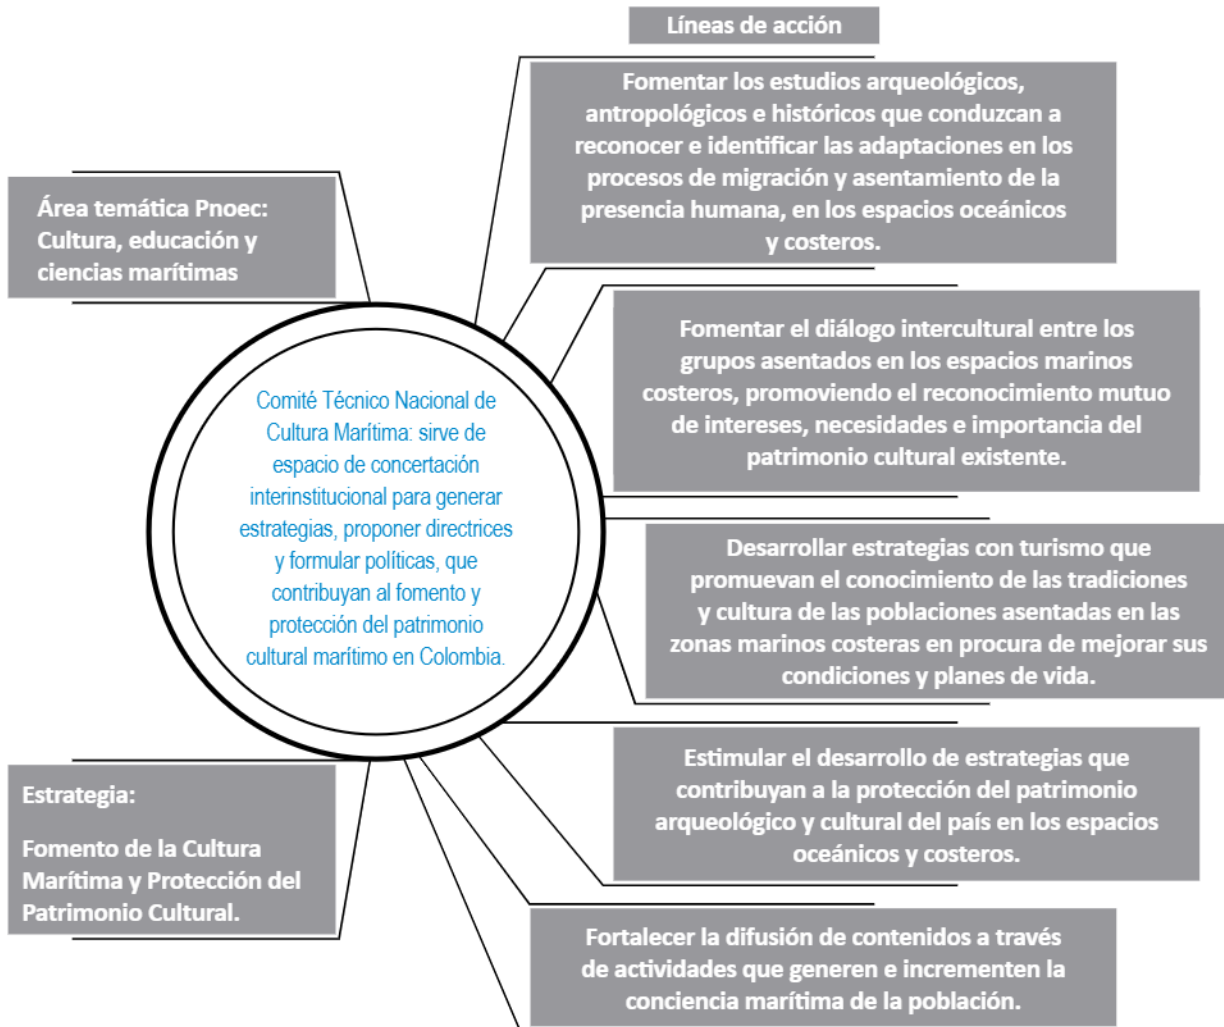 Líneas de acción
Fomentar los estudios arqueológicos,
antropológicos e históricos que conduzcan a
reconocer e identificar las adaptaciones en los
procesos de migración y asentamiento de la
presencia humana, en los espacios oceánicos
y costeros.
Área temática Pnoec:
Cultura, educación y
ciencias marítimas
Fomentar el diálogo intercultural entre los
grupos asentados en los espacios marinos
costeros, promoviendo el reconocimiento mutuo
de intereses, necesidades e importancia del
patrimonio cultural existente.
Comité Técnico Nacional de
Cultura Marítima: sirve de
espacio de concertación
interinstitucional para generar
estrategias, proponer directrices
y formular políticas, que
contribuyan al fomento y
protección del patrimonio
cultural marítimo en Colombia.
Desarrollar estrategias con turismo que
promuevan el conocimiento de las tradiciones
y cultura de las poblaciones asentadas en las
zonas marinos costeras en procura de mejorar sus
condiciones y planes de vida.
Estimular el desarrollo de estrategias que
contribuyan a la protección del patrimonio
arqueológico y cultural del país en los espacios
oceánicos y costeros.
Estrategia:
Fomento de la Cultura
Marítima y Protección del
Patrimonio Cultural.
Fortalecer la difusión de contenidos a través
de actividades que generen e incrementen la
conciencia marítima de la población.